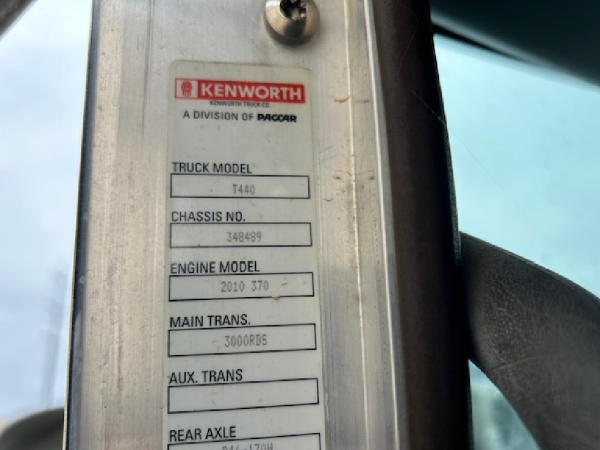 KENWORTH
KENWORTH TRUCK CO.
A DIVISION OF PACCAR
TRUCK MODEL
T440
CHASSIS NO.
348489
ENGINE MODEL
2010 370
MAIN TRANS.
3000RDS
AUX. TRANS
REAR AXLE